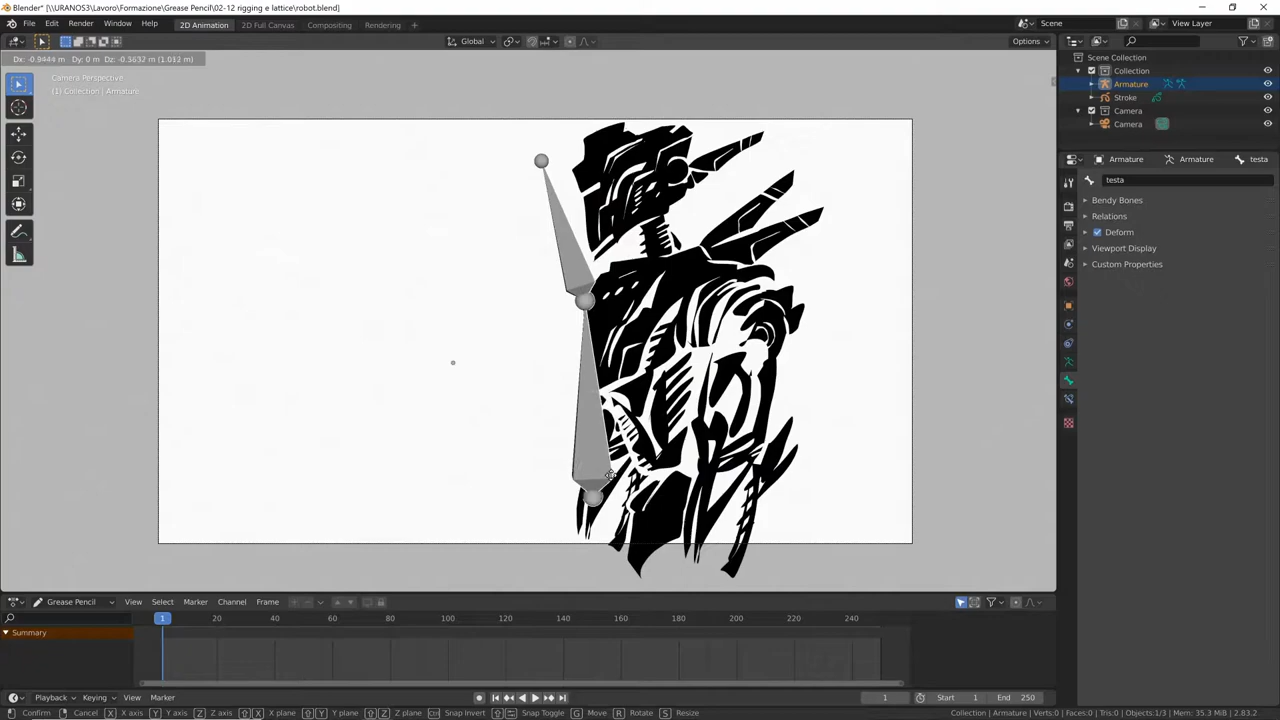 Blender* [\\URANOS3\Lavoro\Formazione\Grease Pencil\02-12 rigging e lattice\robot.blend]
File Edit Render Window Help 2D Animation 2D Full Canvas Compositing Rendering + Scene View Layer
Global Options
Dx: -0.9444 m Dy: 0 m Dz: -0.3632 m (1.012 m)
Camera Perspective
(1) Collection | Armature
Scene Collection
Collection
Armature
Stroke
Camera
Camera
Armature Armature testa
testa
Bendy Bones
Relations
Deform
Viewport Display
Custom Properties
Grease Pencil View Select Marker Channel Frame
1 20 40 60 80 100 120 140 160 180 200 220 240
Summary
Playback Keying View Marker 1 Start 1 End 250
Confirm Cancel X X axis Y Y axis Z Z axis X X plane Y Y plane Z Z plane Snap Invert Snap Toggle G Move R Rotate S Resize Collection | Armature | Verts:0 | Faces:0 | Tris:0 | Objects:1/3 | Mem: 35.3 MiB | 2.83.2